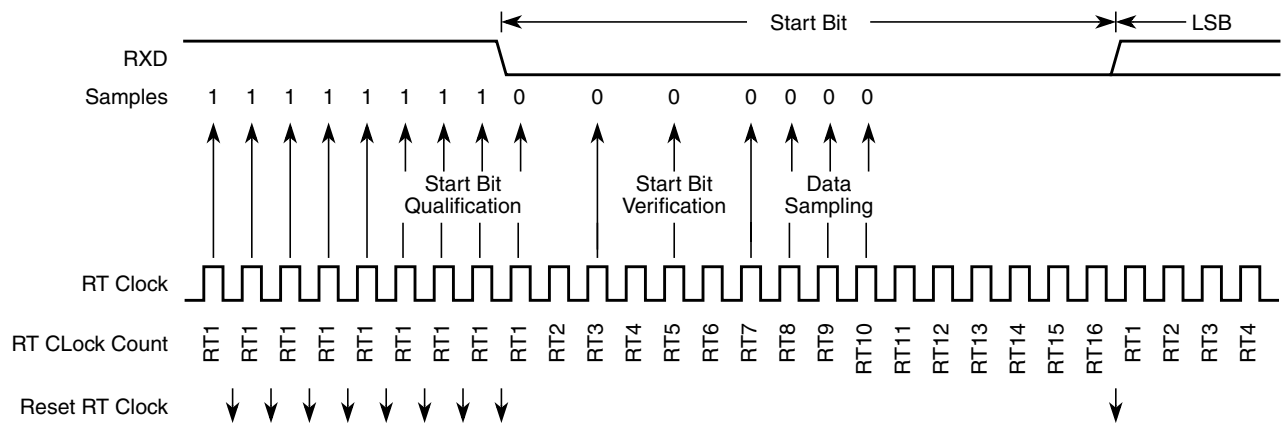 Start Bit LSB
RXD
Samples 1 1 1 1 1 1 1 1 0 0 0 0 0 0 0
Start Bit Qualification Start Bit Verification Data Sampling
RT Clock
RT CLock Count RT1 RT1 RT1 RT1 RT1 RT1 RT1 RT1 RT1 RT2 RT3 RT4 RT5 RT6 RT7 RT8 RT9 RT10 RT11 RT12 RT13 RT14 RT15 RT16 RT1 RT2 RT3 RT4
Reset RT Clock